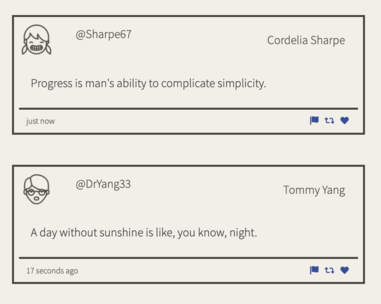 @Sharpe67
Cordelia Sharpe
Progress is man's ability to complicate simplicity.
just now
@DrYang33
Tommy Yang
A day without sunshine is like, you know, night.
17 seconds ago